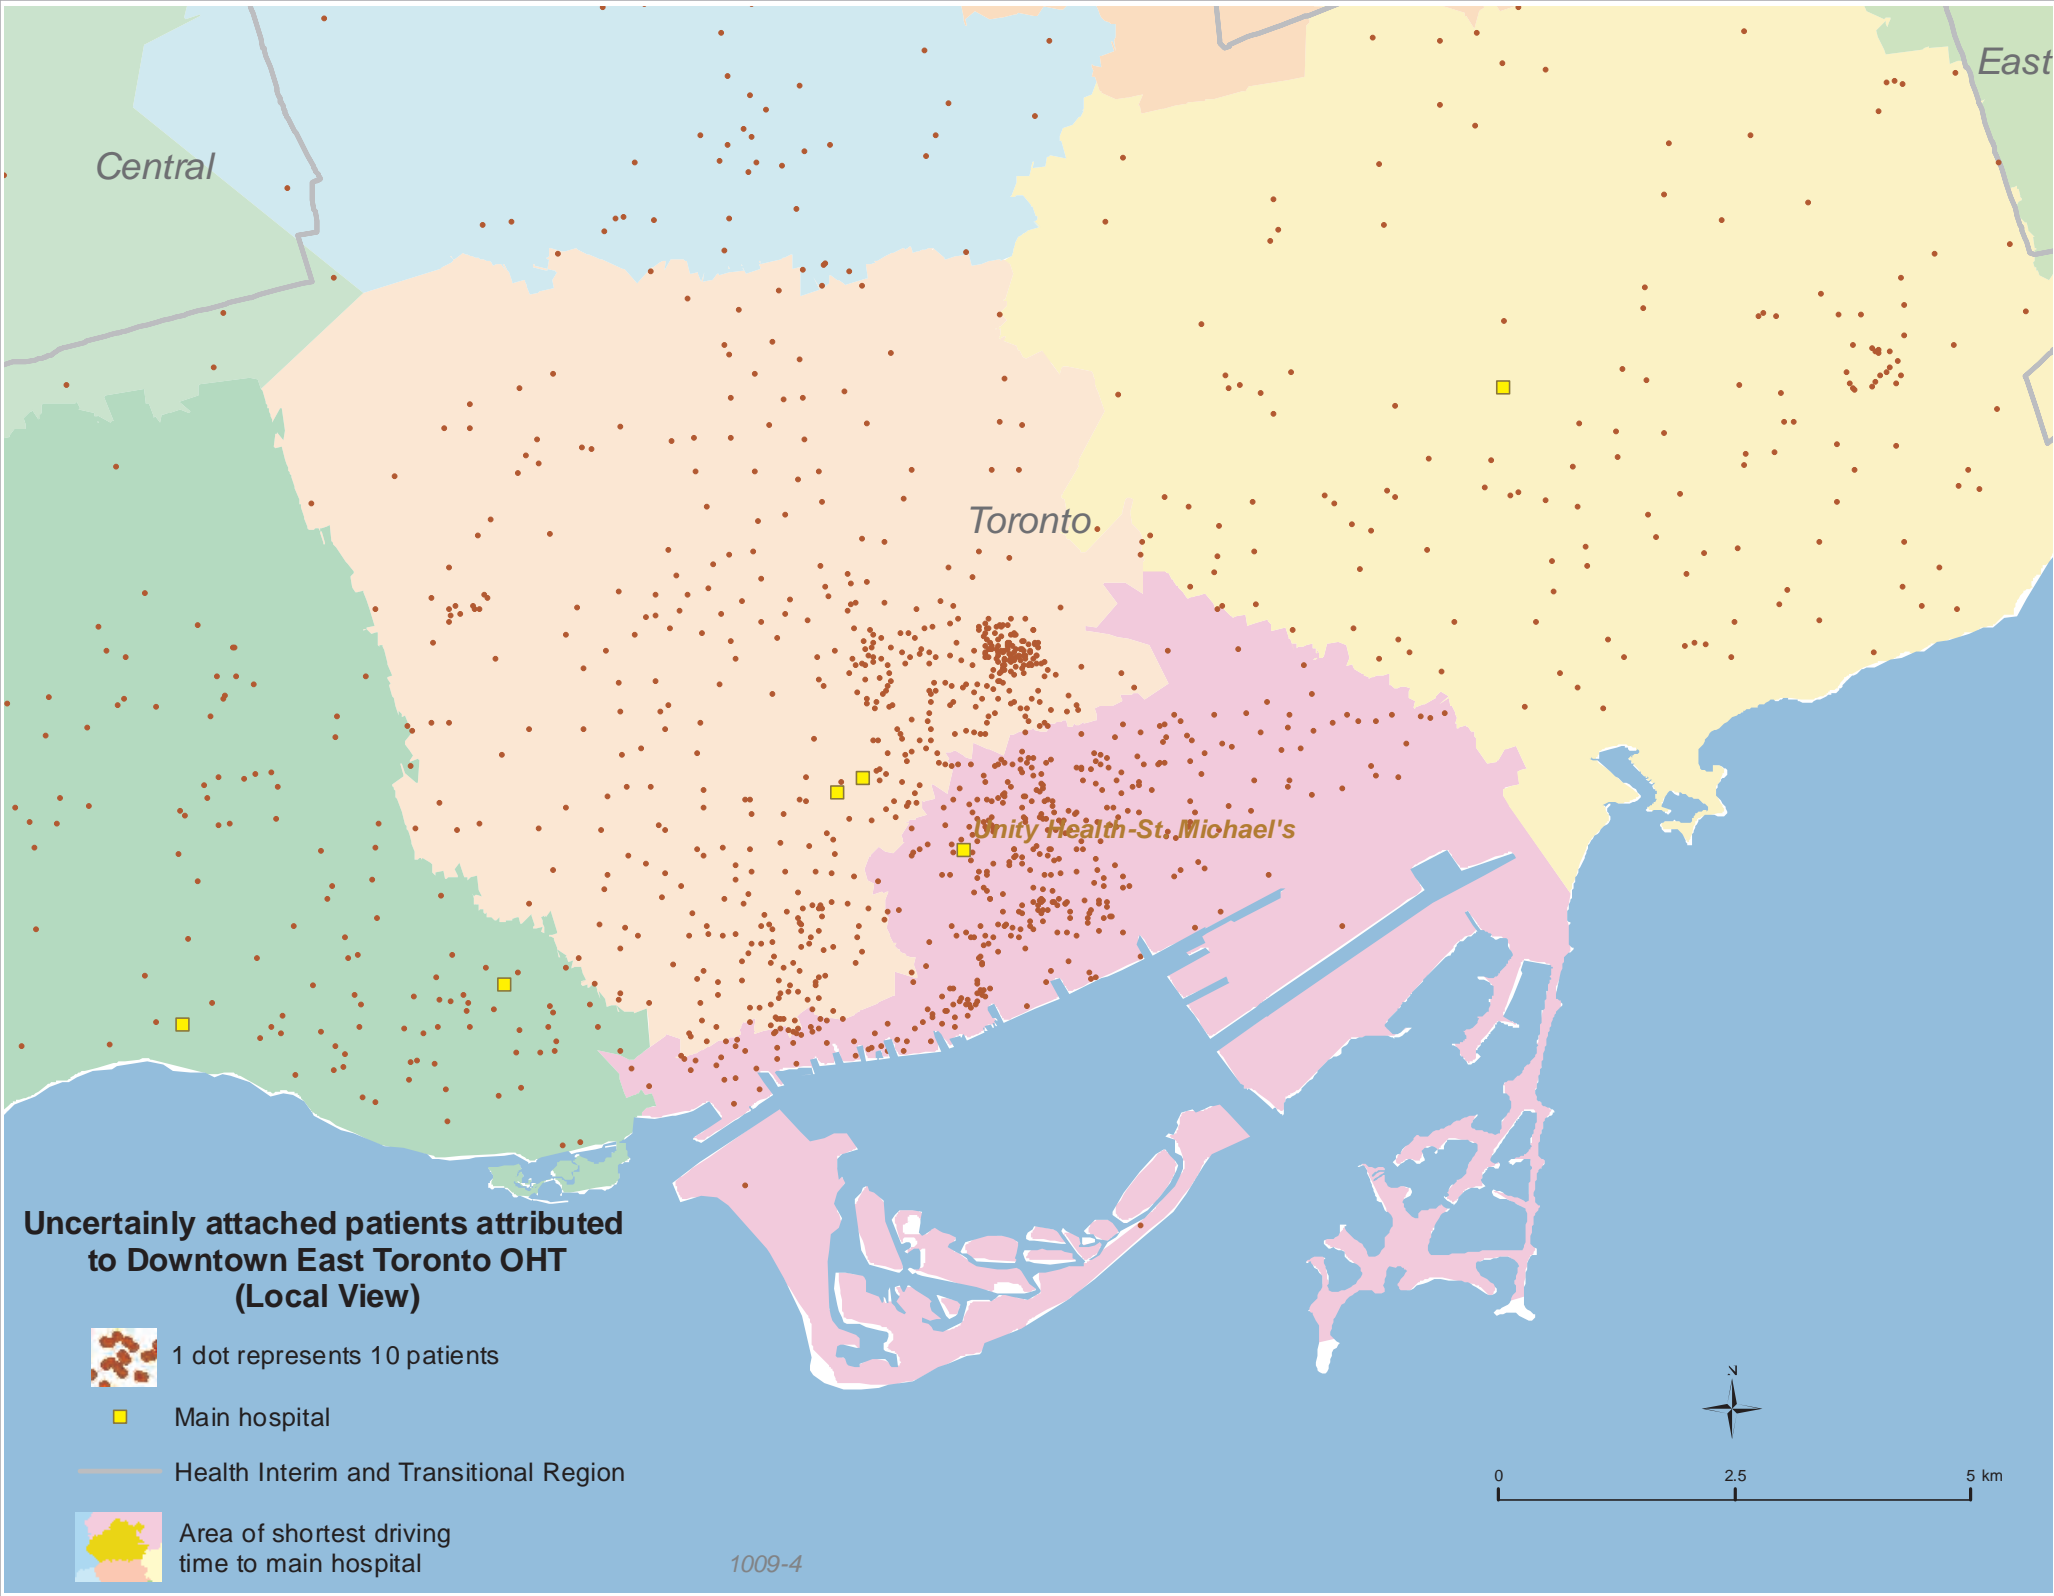 East
Central
Toronto
Unity Health-St. Michael's
Uncertainly attached patients attributed
to Downtown East Toronto OHT
(Local View)
1 dot represents 10 patients
Main hospital
Health Interim and Transitional Region
Area of shortest driving
time to main hospital
N
0 2.5 5 km
1009-4